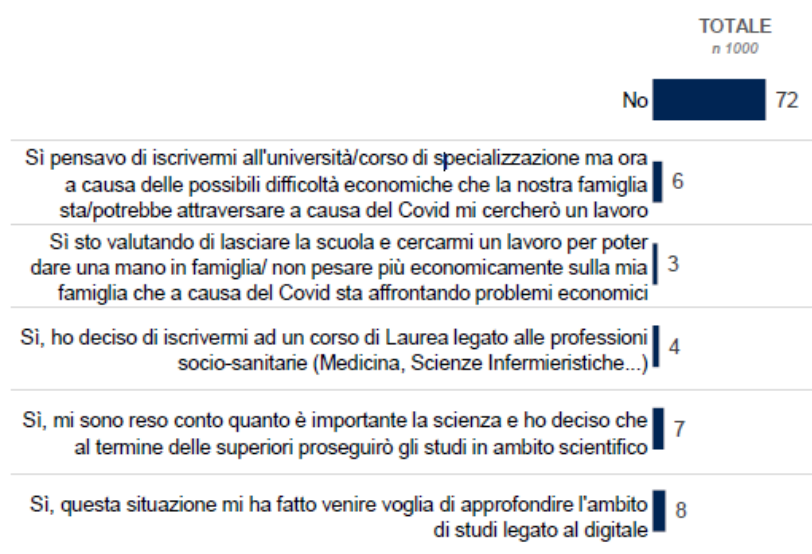 TOTALE
n 1000
No 72
Sì pensavo di iscrivermi all'università/corso di specializzazione ma ora
a causa delle possibili difficoltà economiche che la nostra famiglia
sta/potrebbe attraversare a causa del Covid mi cercherò un lavoro
6
Sì sto valutando di lasciare la scuola e cercarmi un lavoro per poter
dare una mano in famiglia/ non pesare più economicamente sulla mia
famiglia che a causa del Covid sta affrontando problemi economici
3
Sì, ho deciso di iscrivermi ad un corso di Laurea legato alle professioni
socio-sanitarie (Medicina, Scienze Infermieristiche...)
4
Sì, mi sono reso conto quanto è importante la scienza e ho deciso che
al termine delle superiori proseguirò gli studi in ambito scientifico
7
Sì, questa situazione mi ha fatto venire voglia di approfondire l'ambito
di studi legato al digitale
8